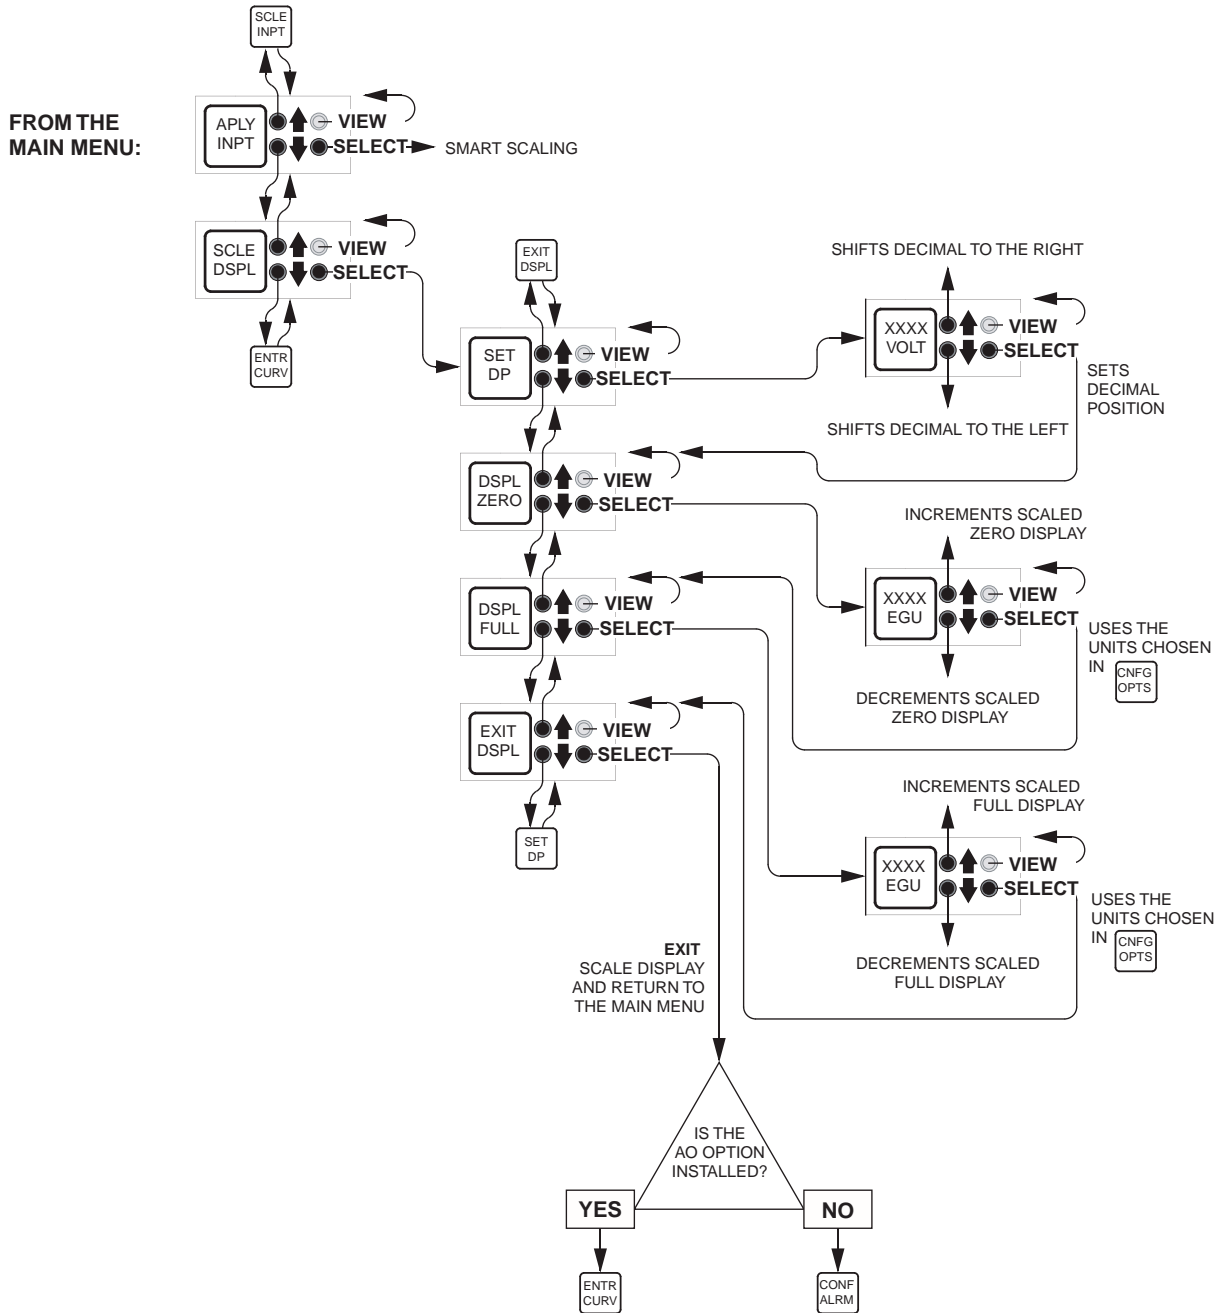 SCLE
INPT
FROM THE
MAIN MENU:
APLY
INPT
VIEW
SELECT
SMART SCALING
SCLE
DSPL
VIEW
SELECT
ENTR
CURV
EXIT
DSPL
SET
DP
VIEW
SELECT
SHIFTS DECIMAL TO THE RIGHT
XXXX
VOLT
VIEW
SELECT
SETS
DECIMAL
POSITION
SHIFTS DECIMAL TO THE LEFT
DSPL
ZERO
VIEW
SELECT
INCREMENTS SCALED
ZERO DISPLAY
XXXX
EGU
VIEW
SELECT
USES THE
UNITS CHOSEN
IN CNFG
OPTS
DECREMENTS SCALED
ZERO DISPLAY
DSPL
FULL
VIEW
SELECT
EXIT
DSPL
VIEW
SELECT
SET
DP
INCREMENTS SCALED
FULL DISPLAY
XXXX
EGU
VIEW
SELECT
USES THE
UNITS CHOSEN
IN CNFG
OPTS
DECREMENTS SCALED
FULL DISPLAY
EXIT
SCALE DISPLAY
AND RETURN TO
THE MAIN MENU
IS THE
AO OPTION
INSTALLED?
YES
NO
ENTR
CURV
CONF
ALRM